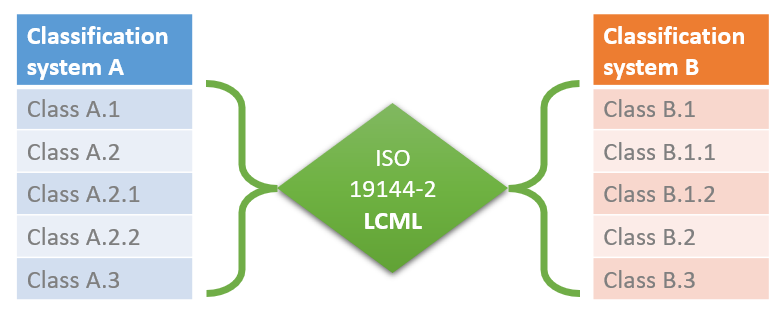 Classification
system A
Class A.1
Class A.2
Class A.2.1
Class A.2.2
Class A.3
ISO
19144-2
LCML
Classification
system B
Class B.1
Class B.1.1
Class B.1.2
Class B.2
Class B.3